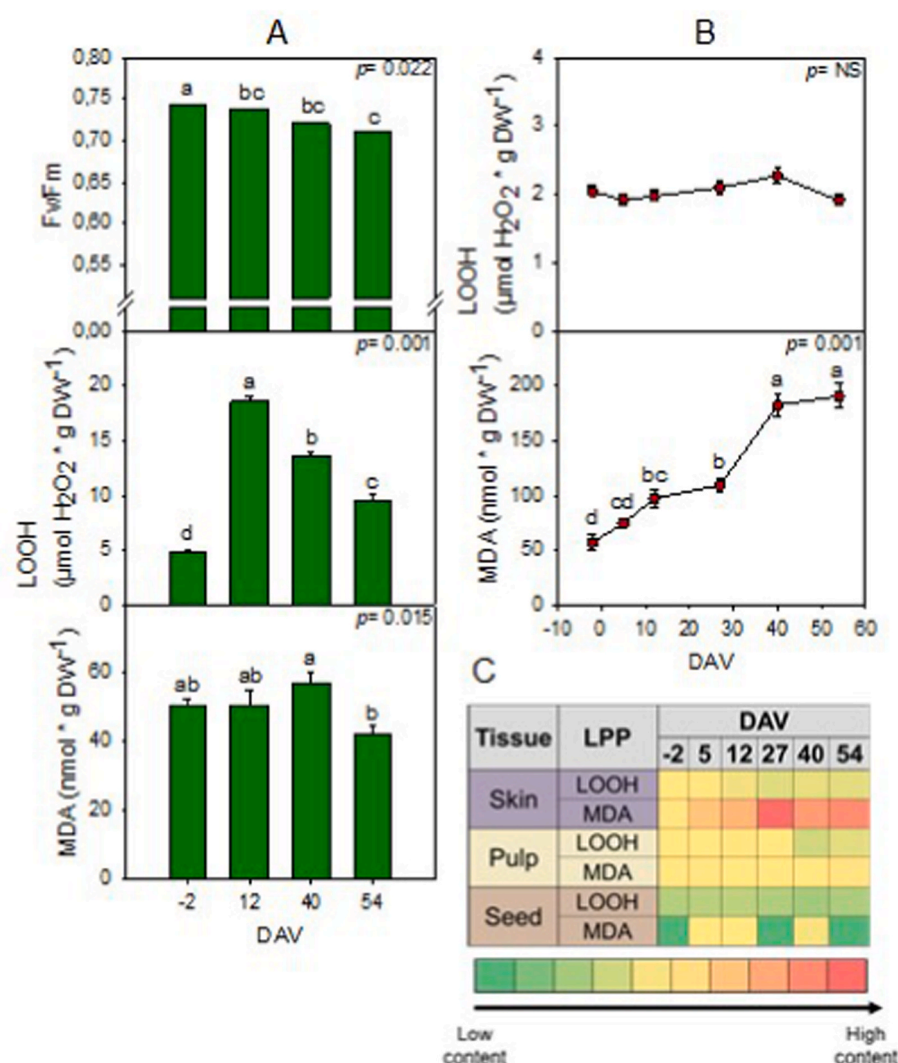 A
0,80
0,75
0,70
0,65
0,60
0,55
0,00
Fv/Fm
p= 0.022
a
bc
bc
c
LOOH
(µmol H2O2 * g DW-1)
20
15
10
5
0
p= 0.001
d
a
b
c
MDA (nmol * g DW-1)
60
40
20
0
p= 0.015
ab
ab
a
b
-2 12 40 54
DAV
B
LOOH
(µmol H2O2 * g DW-1)
4
3
2
1
0
p= NS
MDA (nmol * g DW-1)
200
150
100
50
0
p= 0.001
d
cd
bc
b
a
a
-10 0 10 20 30 40 50 60
DAV
C
Tissue LPP DAV
-2 5 12 27 40 54
Skin LOOH
MDA
Pulp LOOH
MDA
Seed LOOH
MDA
Low
content
High
content